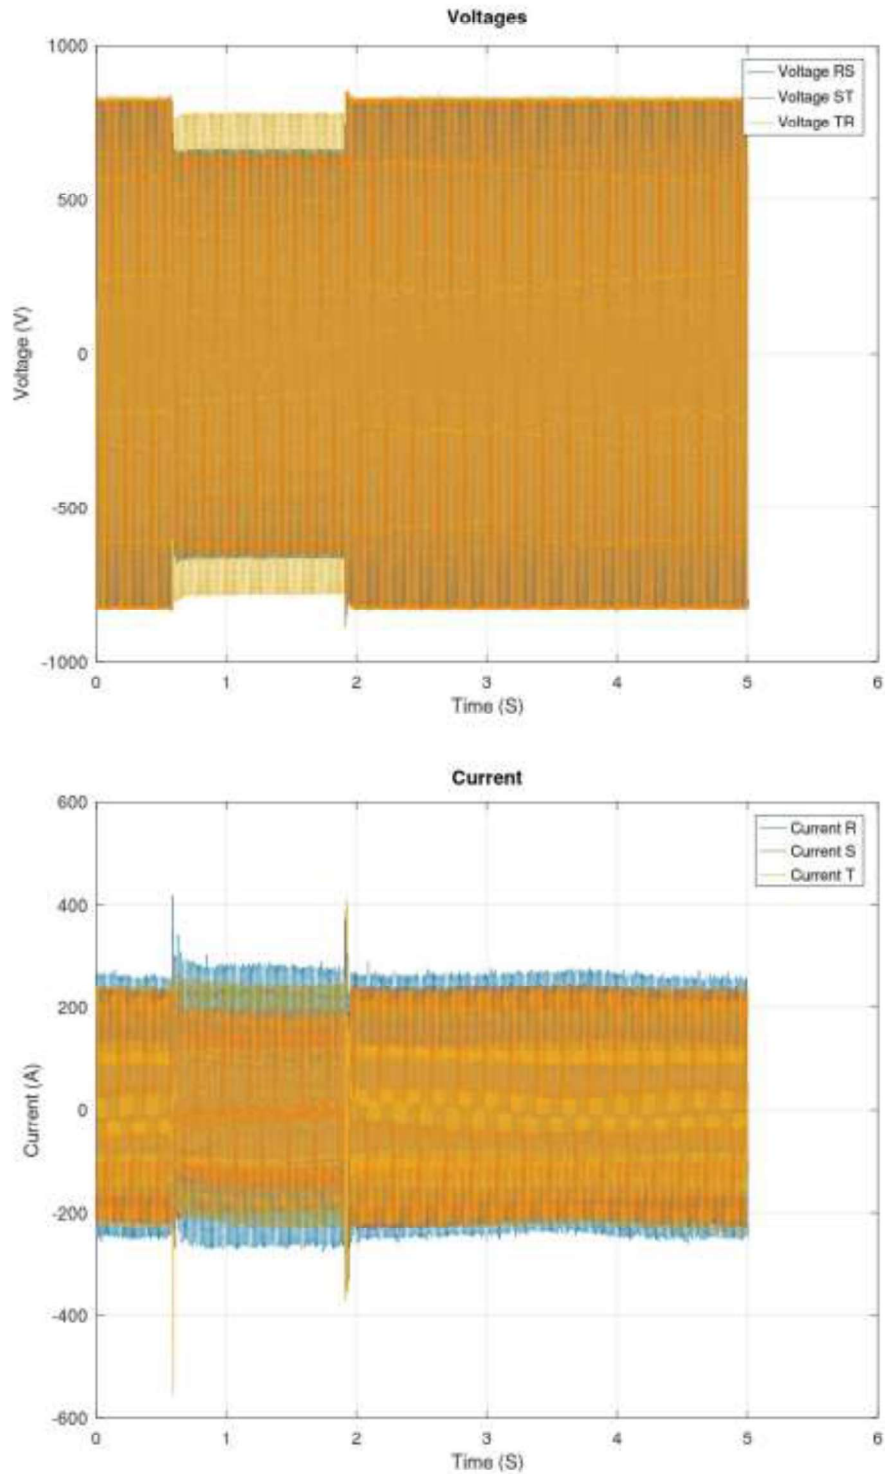 Voltages
1000
Voltage RS
Voltage ST
Voltage TR
500
Voltage (V)
0
-500
-1000
0 1 2 3 4 5 6
Time (S)
Current
600
Current R
Current S
Current T
400
200
Current (A)
0
-200
-400
-600
0 1 2 3 4 5 6
Time (S)